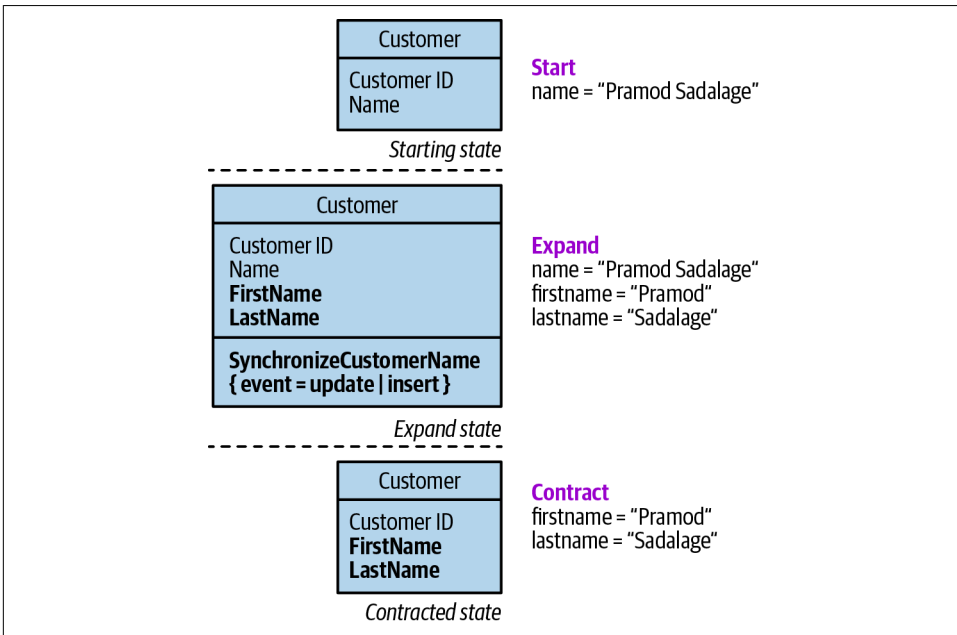 Customer
Customer ID
Name
Start
name = “Pramod Sadalage“
Starting state
Customer
Customer ID
Name
FirstName
LastName
SynchronizeCustomerName
{ event = update | insert }
Expand
name = “Pramod Sadalage“
firstname = “Pramod“
lastname = “Sadalage“
Expand state
Customer
Customer ID
FirstName
LastName
Contract
firstname = “Pramod“
lastname = “Sadalage“
Contracted state